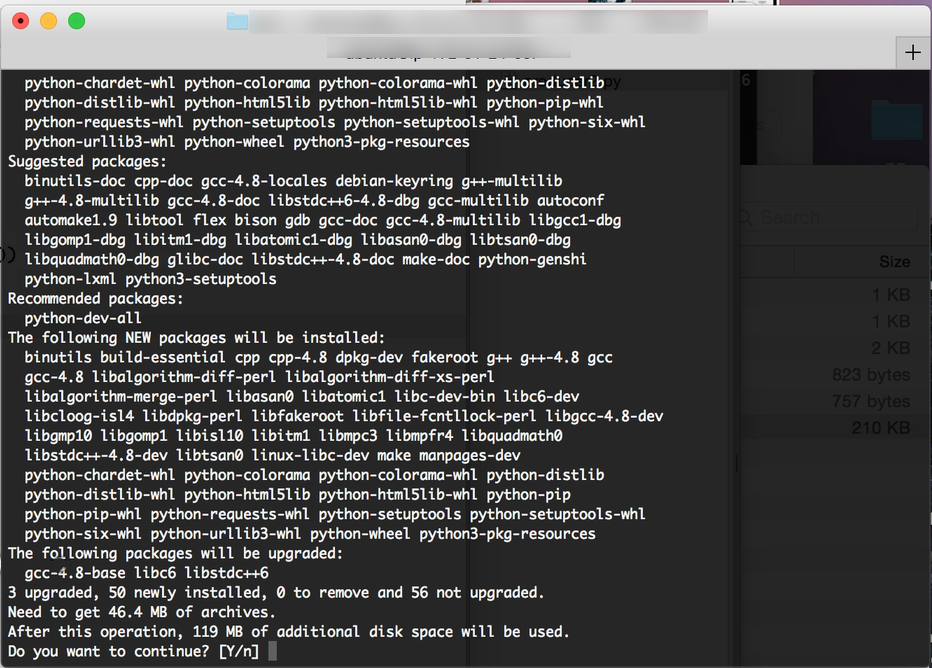 python-chardet-whl python-colorama python-colorama-whl python-distlib
python-distlib-whl python-html5lib python-html5lib-whl python-pip-whl
python-requests-whl python-setuptools python-setuptools-whl python-six-whl
python-urllib3-whl python-wheel python3-pkg-resources
Suggested packages:
binutils-doc cpp-doc gcc-4.8-locales debian-keyring g++-multilib
g++-4.8-multilib gcc-4.8-doc libstdc++6-4.8-dbg gcc-multilib autoconf
automake1.9 libtool flex bison gdb gcc-doc gcc-4.8-multilib libgcc1-dbg
libgomp1-dbg libitm1-dbg libatomic1-dbg libasan0-dbg libtsan0-dbg
libquadmath0-dbg glibc-doc libstdc++-4.8-doc make-doc python-genshi
python-lxml python3-setuptools
Recommended packages:
python-dev-all
The following NEW packages will be installed:
binutils build-essential cpp cpp-4.8 dpkg-dev fakeroot g++ g++-4.8 gcc
gcc-4.8 libalgorithm-diff-perl libalgorithm-diff-xs-perl
libalgorithm-merge-perl libasan0 libatomic1 libc-dev-bin libc6-dev
libcloog-isl4 libdpkg-perl libfakeroot libfile-fcntllock-perl libgcc-4.8-dev
libgmp10 libgomp1 libisl10 libitm1 libmpc3 libmpfr4 libquadmath0
libstdc++-4.8-dev libtsan0 linux-libc-dev make manpages-dev
python-chardet-whl python-colorama python-colorama-whl python-distlib
python-distlib-whl python-html5lib python-html5lib-whl python-pip
python-pip-whl python-requests-whl python-setuptools python-setuptools-whl
python-six-whl python-urllib3-whl python-wheel python3-pkg-resources
The following packages will be upgraded:
gcc-4.8-base libc6 libstdc++6
3 upgraded, 50 newly installed, 0 to remove and 56 not upgraded.
Need to get 46.4 MB of archives.
After this operation, 119 MB of additional disk space will be used.
Do you want to continue? [Y/n]
Search
Size
1 KB
1 KB
2 KB
823 bytes
757 bytes
210 KB